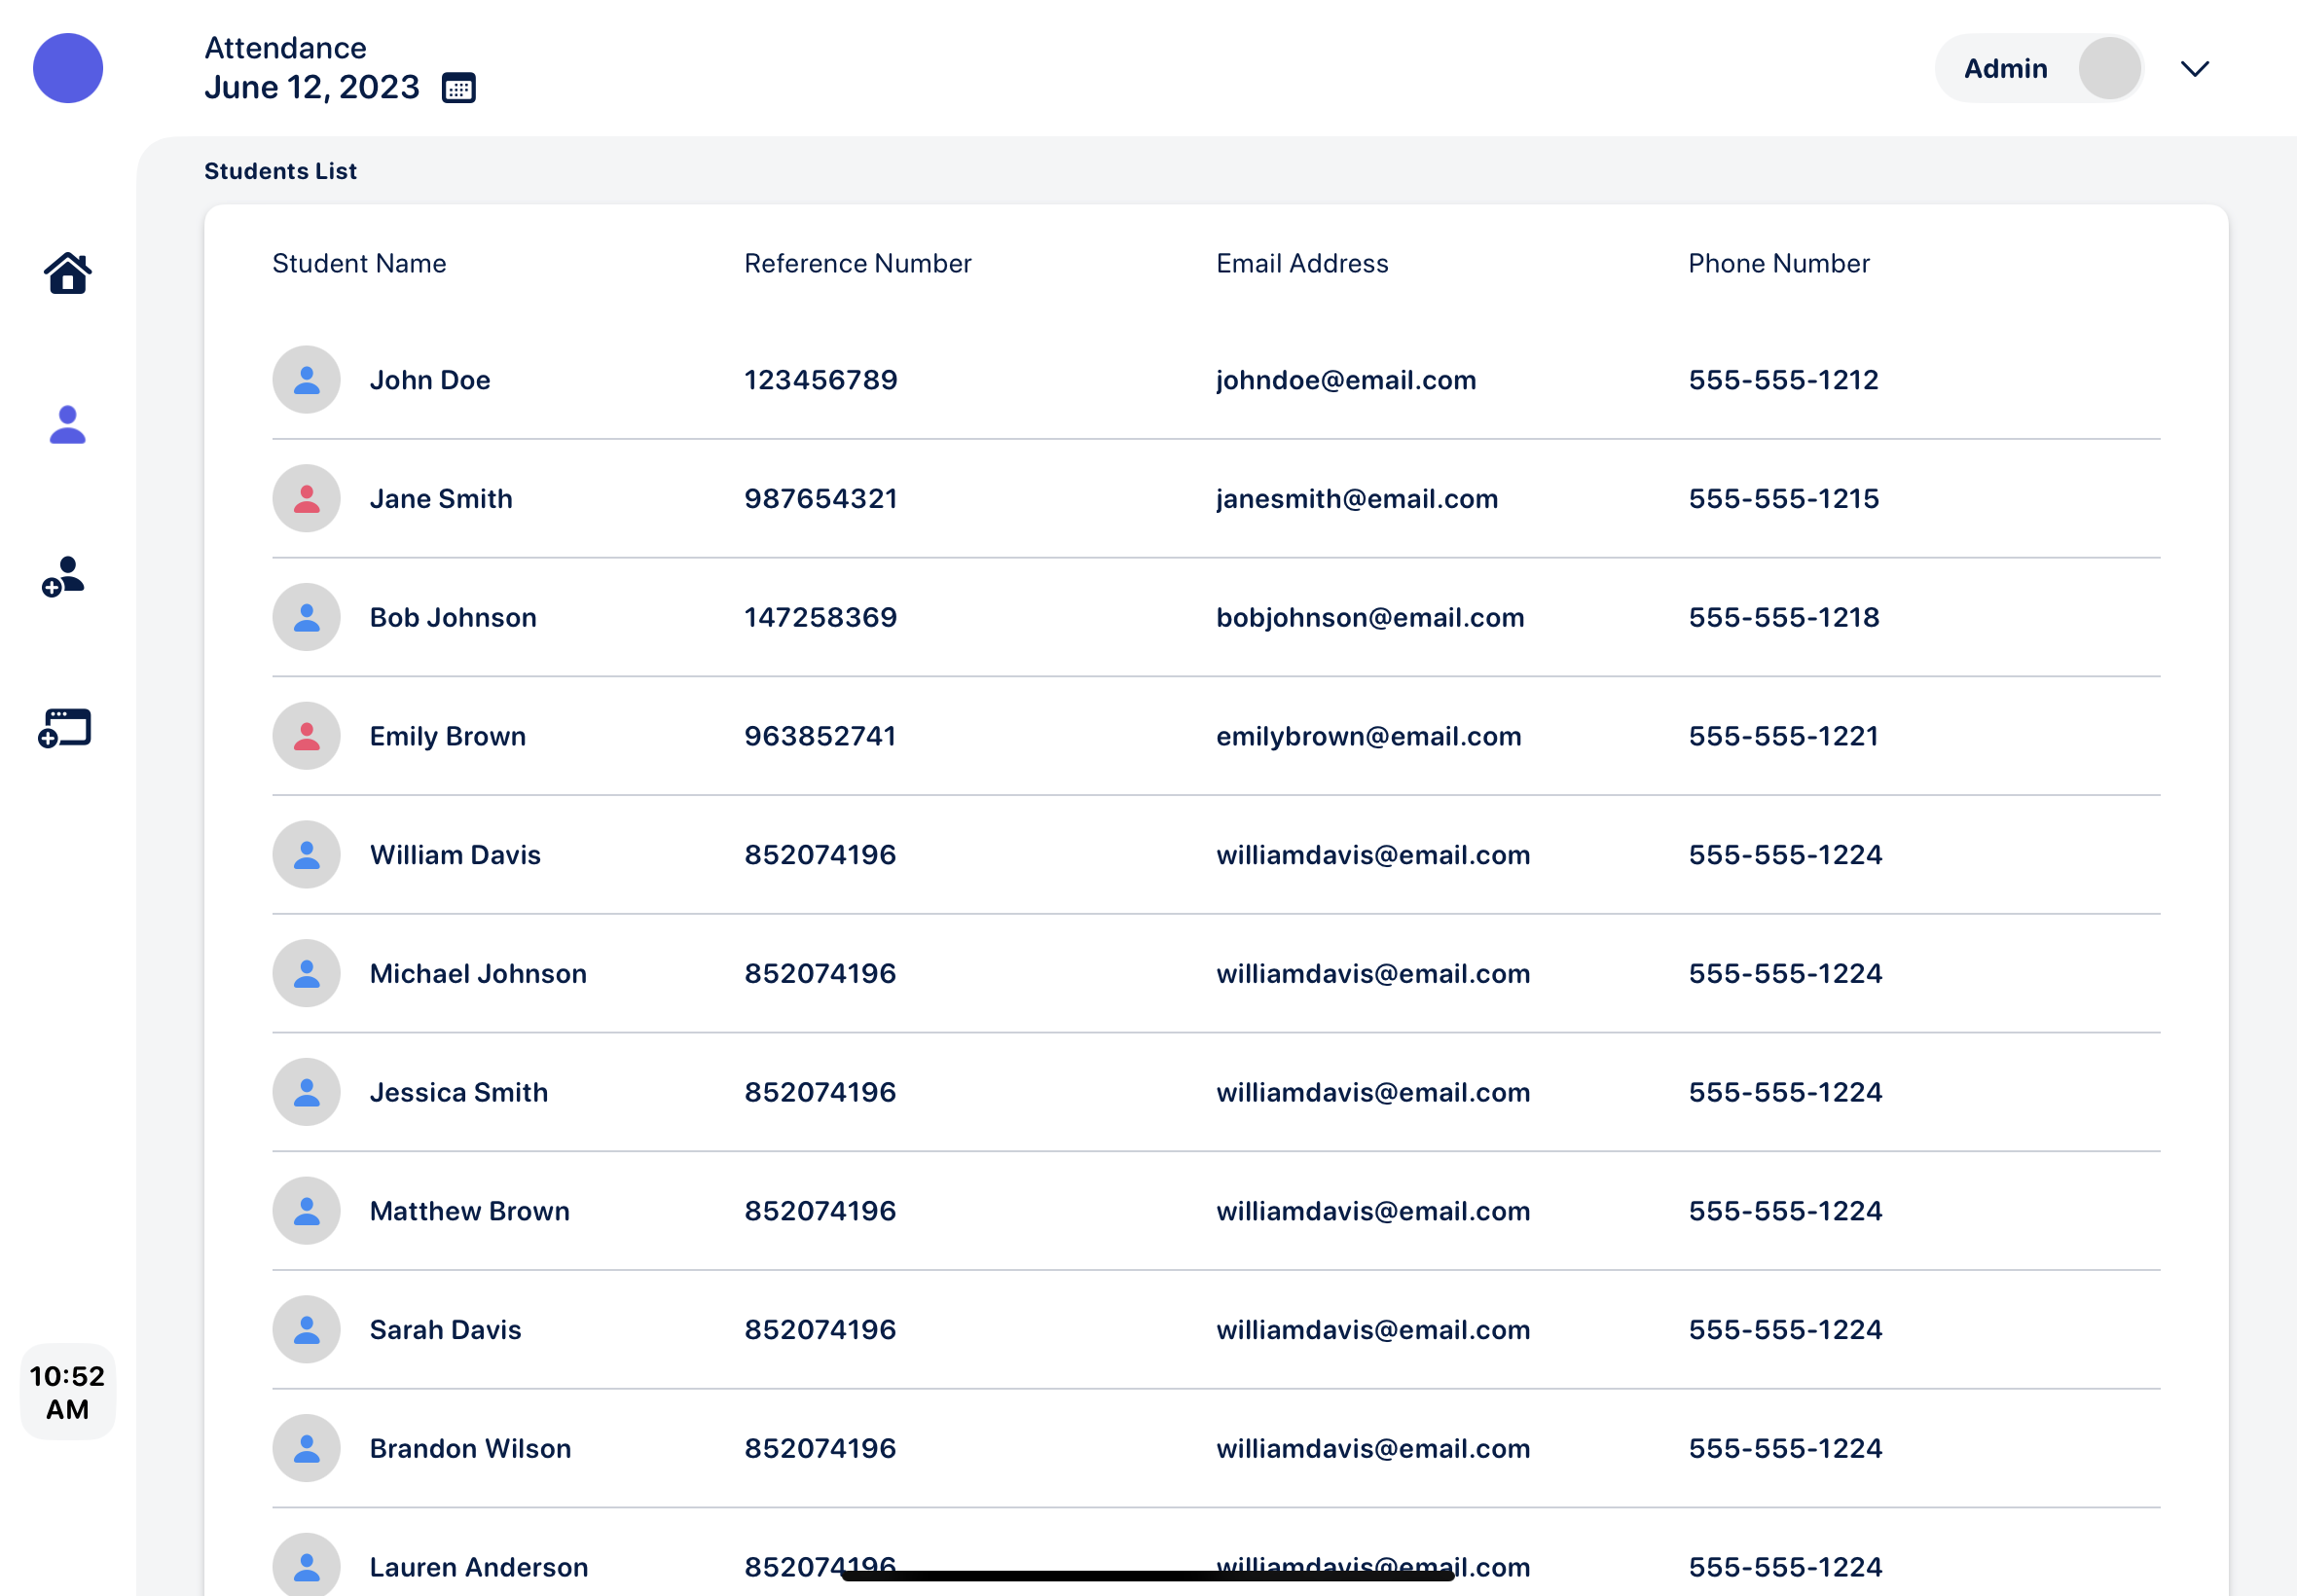 Attendance
June 12, 2023
Admin
Students List
Student Name Reference Number Email Address Phone Number
John Doe 123456789 johndoe@email.com 555-555-1212
Jane Smith 987654321 janesmith@email.com 555-555-1215
Bob Johnson 147258369 bobjohnson@email.com 555-555-1218
Emily Brown 963852741 emilybrown@email.com 555-555-1221
William Davis 852074196 williamdavis@email.com 555-555-1224
Michael Johnson 852074196 williamdavis@email.com 555-555-1224
Jessica Smith 852074196 williamdavis@email.com 555-555-1224
Matthew Brown 852074196 williamdavis@email.com 555-555-1224
Sarah Davis 852074196 williamdavis@email.com 555-555-1224
Brandon Wilson 852074196 williamdavis@email.com 555-555-1224
Lauren Anderson 852074196 williamdavis@email.com 555-555-1224
10:52
AM